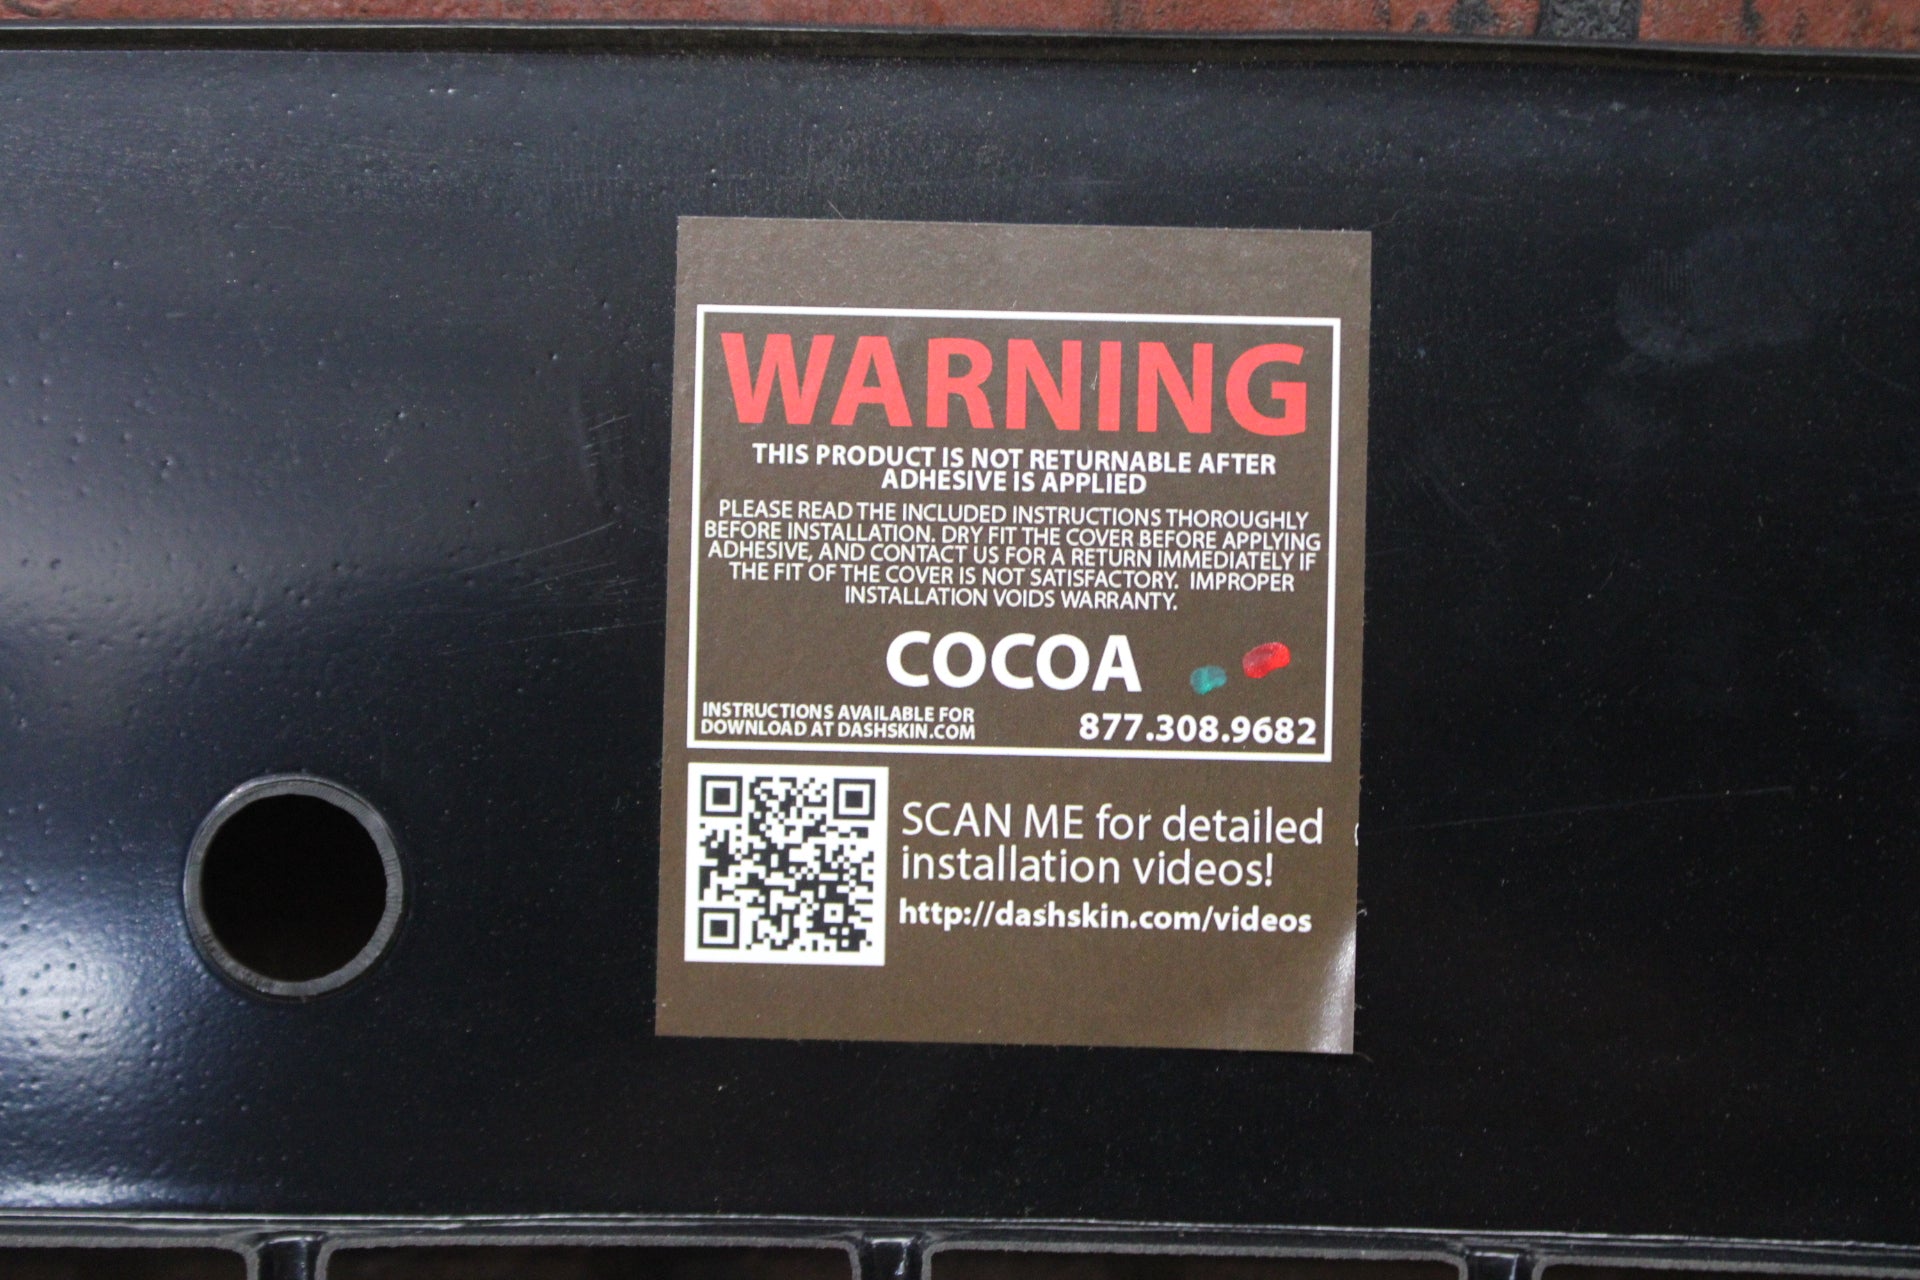 WARNING
THIS PRODUCT IS NOT RETURNABLE AFTER
ADHESIVE IS APPLIED
PLEASE READ THE INCLUDED INSTRUCTIONS THOROUGHLY
BEFORE INSTALLATION. DRY FIT THE COVER BEFORE APPLYING
ADHESIVE, AND CONTACT US FOR A RETURN IMMEDIATELY IF
THE FIT OF THE COVER IS NOT SATISFACTORY. IMPROPER
INSTALLATION VOIDS WARRANTY.
COCOA
INSTRUCTIONS AVAILABLE FOR
DOWNLOAD AT DASHSKIN.COM
877.308.9682
SCAN ME for detailed
installation videos!
http://dashskin.com/videos